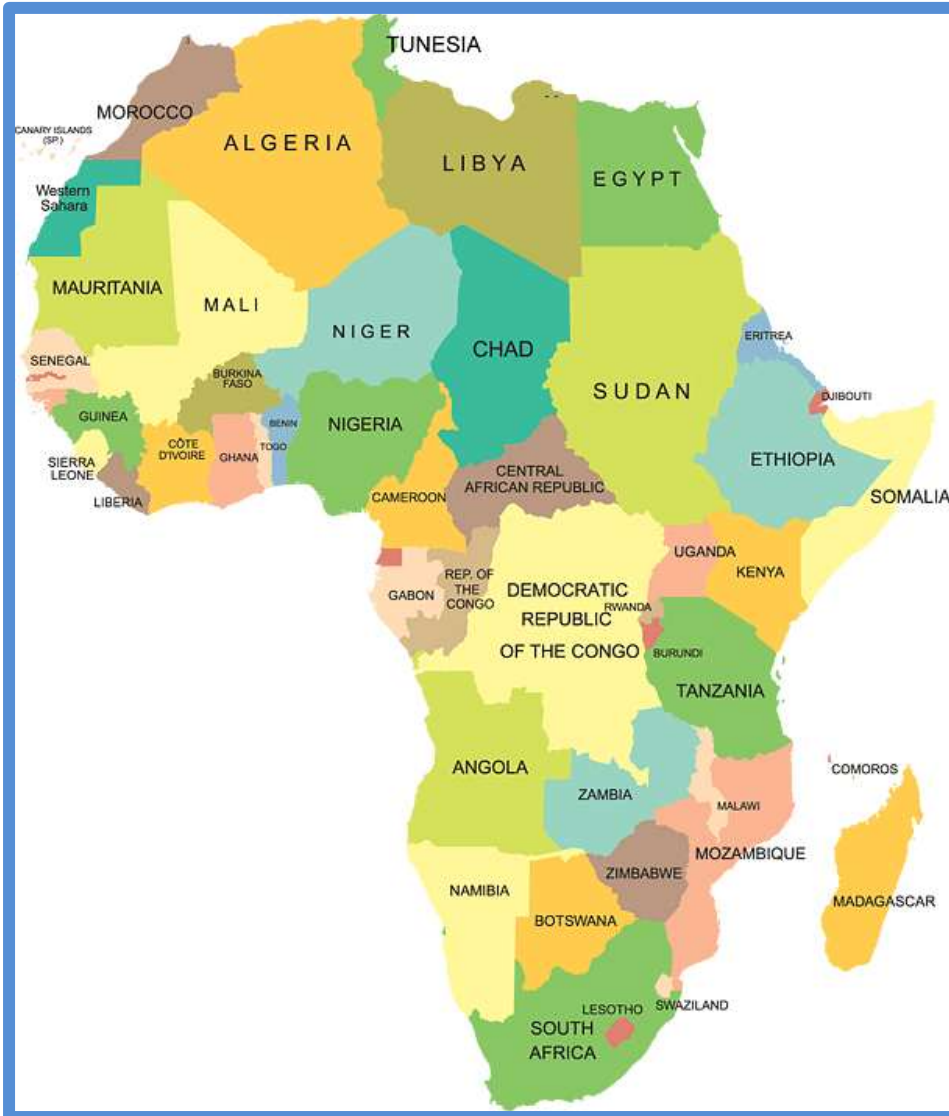 TUNESIA
MOROCCO
CANARY ISLANDS
(SP.)
ALGERIA
LIBYA
EGYPT
Western
Sahara
MAURITANIA
MALI
NIGER
CHAD
SUDAN
ERITREA
SENEGAL
BURKINA
FASO
DJIBOUTI
GUINEA
NIGERIA
BENIN
TOGO
GHANA
CÔTE
D'IVOIRE
SIERRA
LEONE
LIBERIA
CENTRAL
AFRICAN REPUBLIC
ETHIOPIA
SOMALIA
CAMEROON
UGANDA
KENYA
GABON
REP. OF
THE
CONGO
DEMOCRATIC
REPUBLIC
OF THE CONGO
RWANDA
BURUNDI
TANZANIA
ANGOLA
ZAMBIA
MALAWI
COMOROS
MOZAMBIQUE
ZIMBABWE
NAMIBIA
BOTSWANA
MADAGASCAR
SWAZILAND
LESOTHO
SOUTH
AFRICA